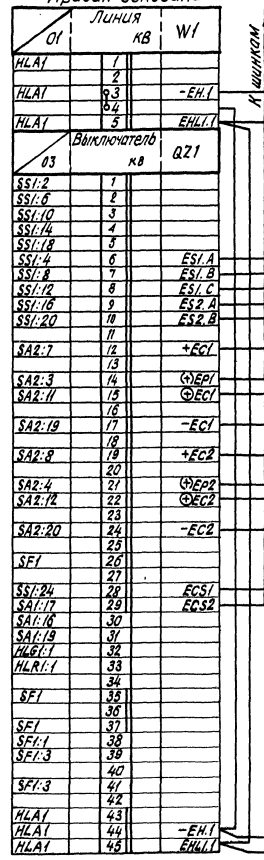 Линия
01 кВ W1
К шинкам
HLA1 1
2
HLA1 3 -EH.1
4
HLA1 5 EHL1.1
Выключатель
03 кВ QZ1
SS1:2 1
SS1:6 2
SS1:10 3
SS1:14 4
SS1:18 5
SS1:4 6 ES1.A
SS1:8 7 ES1.B
SS1:12 8 ES1.C
SS1:16 9 ES2.A
SS1:20 10 ES2.B
11
SA2:7 12 +EC1
13
SA2:3 14 (+)EP1
SA2:11 15 ⊕EC1
16
SA2:19 17 -EC1
18
SA2:8 19 +EC2
20
SA2:4 21 (+)EP2
SA2:12 22 ⊕EC2
23
SA2:20 24 -EC2
25
SF1 26
27
SS1:24 28 ECS1
SA1:17 29 ECS2
SA1:16 30
SA1:19 31
HLG1:1 32
HLR1:1 33
34
SF1 35
36
SF1 37
SF1:1 38
SF1:3 39
40
SF1:3 41
42
HLA1 43
HLA1 44 -EH.1
HLA1 45 EHL1.1